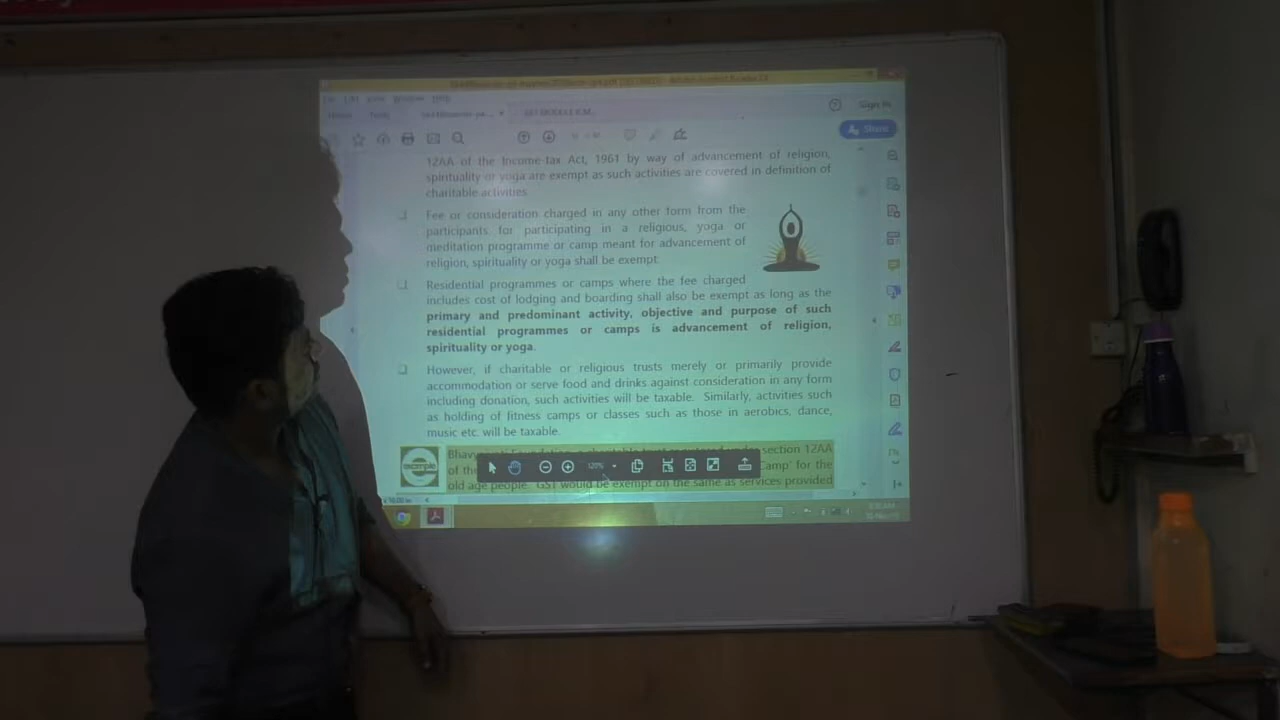 Sign In
Share
12AA of the Income-tax Act, 1961 by way of advancement of religion,
spirituality or yoga are exempt as such activities are covered in definition of
charitable activities.
Fee or consideration charged in any other form from the
participants for participating in a religious, yoga or
meditation programme or camp meant for advancement of
religion, spirituality or yoga shall be exempt.
Residential programmes or camps where the fee charged
includes cost of lodging and boarding shall also be exempt as long as the
primary and predominant activity, objective and purpose of such
residential programmes or camps is advancement of religion,
spirituality or yoga.
However, if charitable or religious trusts merely or primarily provide
accommodation or serve food and drinks against consideration in any form
including donation, such activities will be taxable. Similarly, activities such
as holding of fitness camps or classes such as those in aerobics, dance,
music etc. will be taxable.
example
section 12AA
of the Camp' for the
old age people. GST would be exempt on the same as services provided
120%